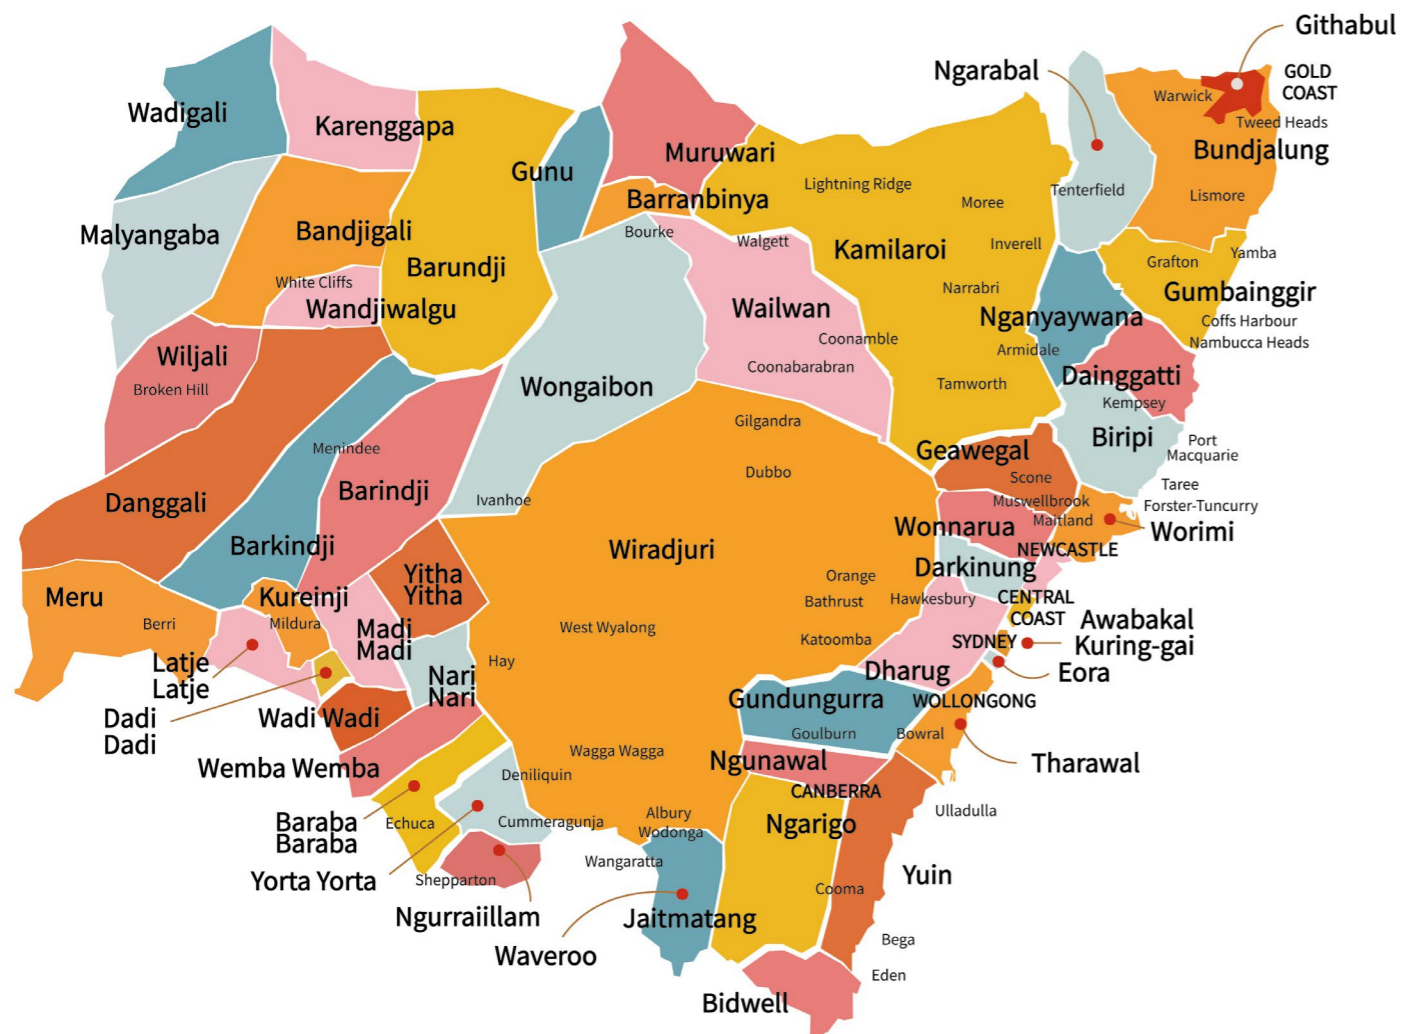 Githabul
Ngarabal
GOLD
COAST
Warwick
Tweed Heads
Wadigali
Karenggapa
Gunu
Muruwari
Bundjalung
Lightning Ridge
Tenterfield
Lismore
Barranbinya
Moree
Malyangaba
Bandjigali
Bourke
Walgett
Kamilaroi
Inverell
Yamba
Grafton
Barundji
White Cliffs
Narrabri
Gumbainggir
Wandjiwalgu
Wailwan
Nganyaywana
Coffs Harbour
Coonamble
Nambucca Heads
Armidale
Wiljali
Coonabarabran
Dainggatti
Broken Hill
Wongaibon
Tamworth
Kempsey
Gilgandra
Biripi
Port
Macquarie
Menindee
Geawegal
Dubbo
Scone
Taree
Barindji
Danggali
Ivanhoe
Muswellbrook
Forster-Tuncurry
Maitland
Wonnarua
Worimi
Barkindji
Wiradjuri
NEWCASTLE
Darkinung
Yitha
Yitha
Orange
Meru
Kureinji
Bathrust
Hawkesbury
CENTRAL
COAST
Berri
Mildura
Madi
Madi
West Wyalong
Katoomba
SYDNEY
Awabakal
Kuring-gai
Latje
Latje
Hay
Dharug
Eora
Nari
Nari
Gundungurra
WOLLONGONG
Dadi
Dadi
Wadi Wadi
Goulburn
Bowral
Wagga Wagga
Ngunawal
Tharawal
Wemba Wemba
Deniliquin
CANBERRA
Baraba
Baraba
Echuca
Cummeragunja
Albury
Wodonga
Ngarigo
Ulladulla
Yorta Yorta
Shepparton
Wangaratta
Yuin
Cooma
Ngurraiillam
Jaitmatang
Waveroo
Bega
Eden
Bidwell